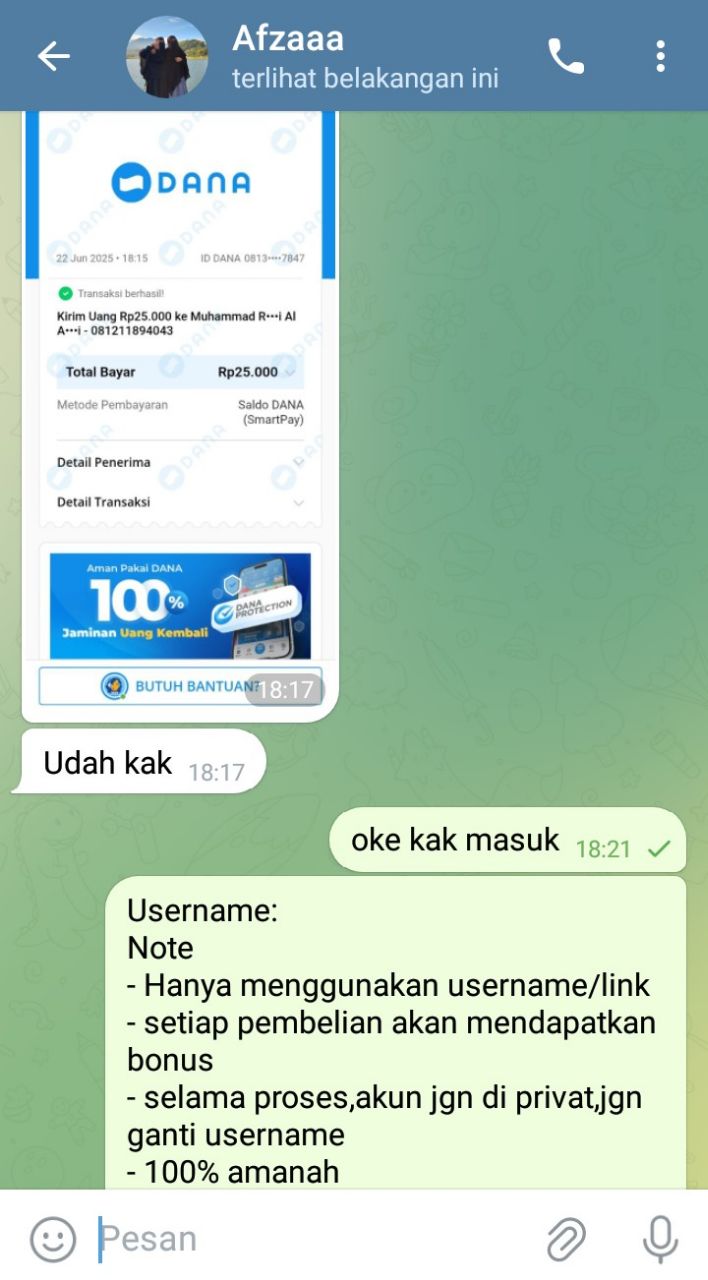 Afzaaa
terlihat belakangan ini
DANA
22 Jun 2025 • 18:15 ID DANA 0813••••7847
Transaksi berhasil!
Kirim Uang Rp25.000 ke Muhammad R•••i Al
A•••i - 081211894043
Total Bayar Rp25.000
Metode Pembayaran Saldo DANA
(SmartPay)
Detail Penerima
Detail Transaksi
Aman Pakai DANA
100%
Jaminan Uang Kembali
DANA
PROTECTION
BUTUH BANTUAN?
18:17
Udah kak 18:17
oke kak masuk 18:21
Username:
Note
- Hanya menggunakan username/link
- setiap pembelian akan mendapatkan
bonus
- selama proses,akun jgn di privat,jgn
ganti username
- 100% amanah
Pesan